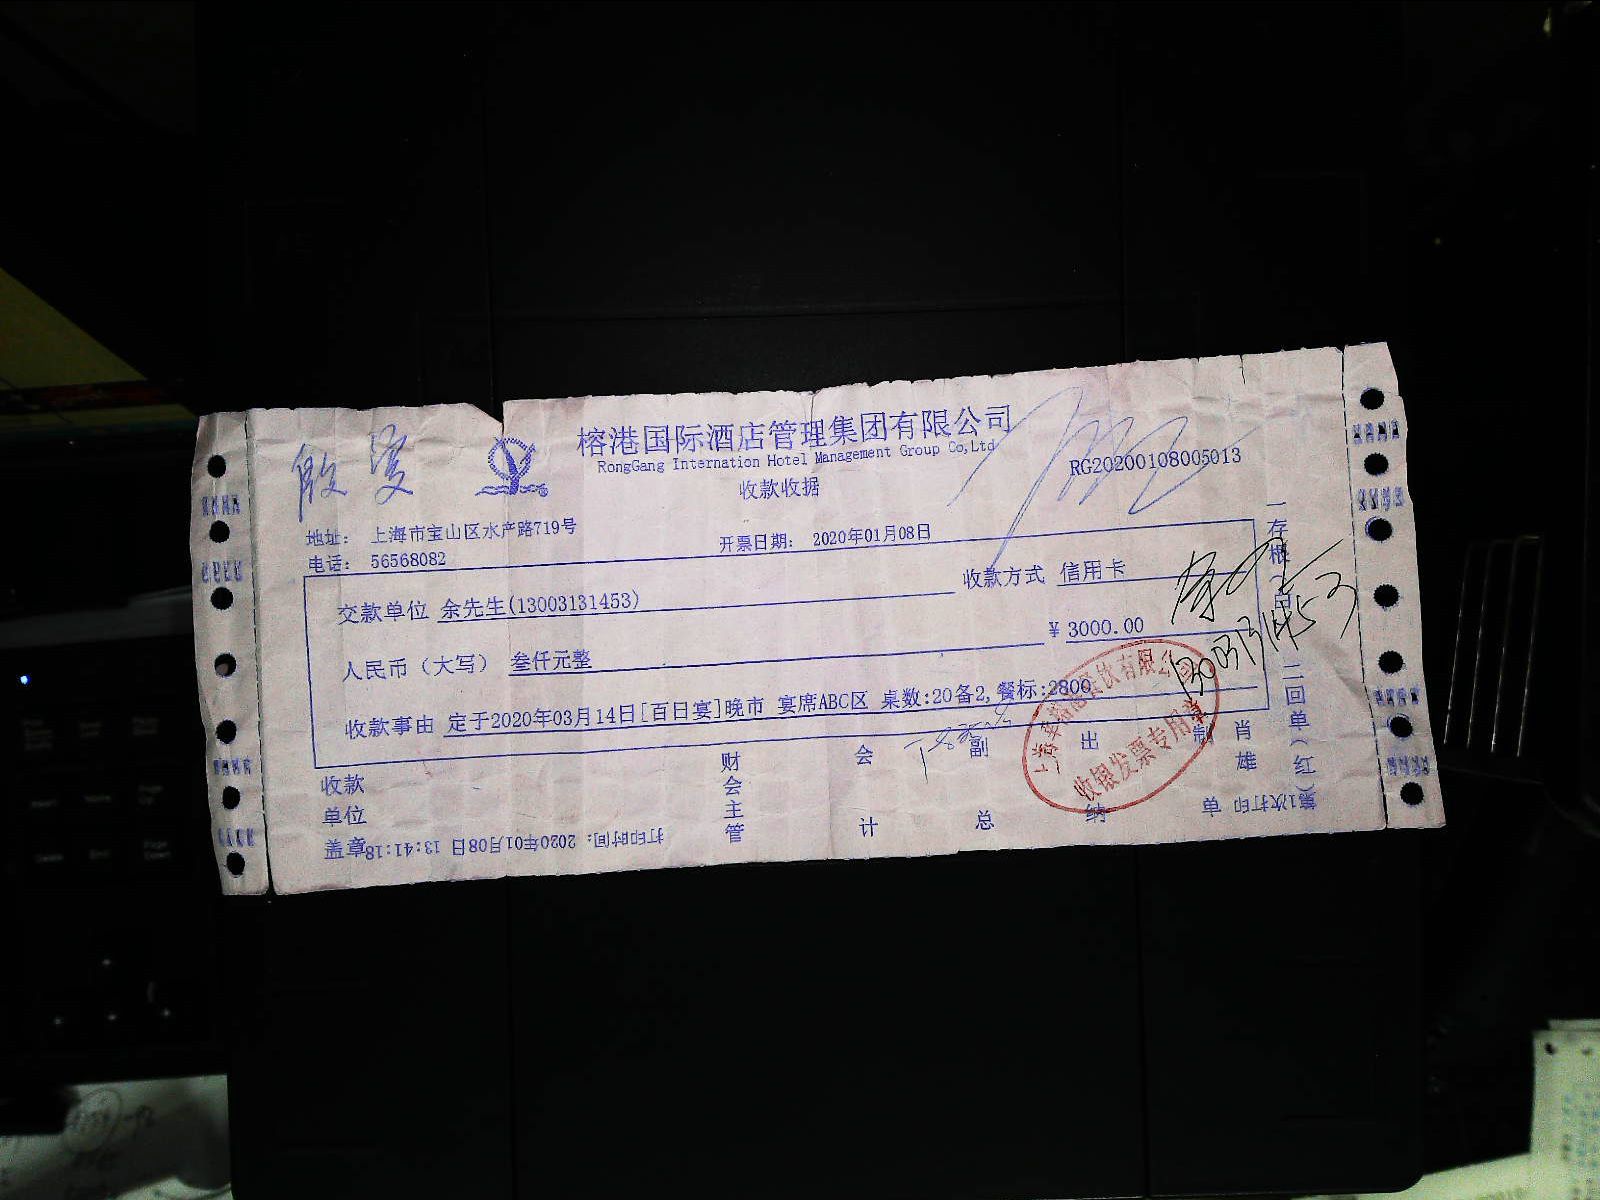 榕港国际酒店管理集团有限公司
RongGang Internation Hotel Management Group Co,Ltd
收款收据
RG20200108005013
地址: 上海市宝山区水产路719号
电话: 56568082
开票日期: 2020年01月08日
交款单位 余先生(13003131453)
收款方式 信用卡
人民币（大写） 叁仟元整
¥ 3000.00
收款事由 定于2020年03月14日[百日宴]晚市 宴席ABC区 桌数:20备2,餐标:2800
收款单位盖章
财会主管
会计
副总
出纳
制单
肖雄
一存根(白)二回单(红)
打印时间: 2020年01月08日 13:41:18
第1次打印
收银发票专用章
13003131453